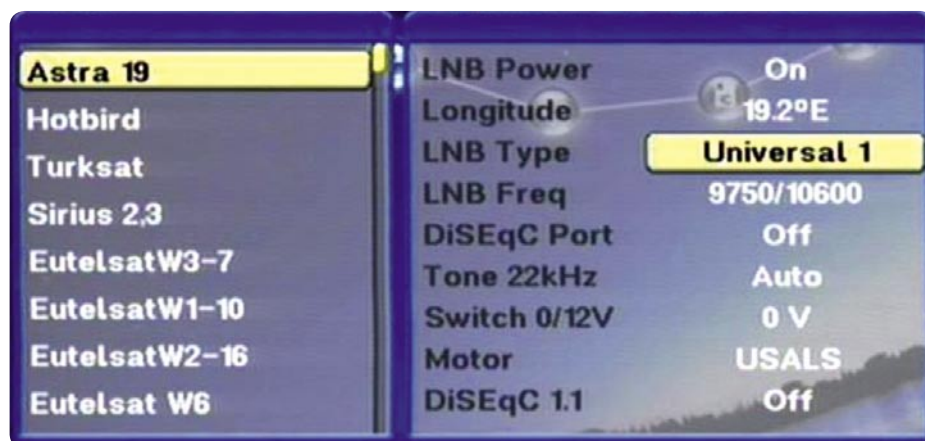 Astra 19
Hotbird
Turksat
Sirius 2,3
EutelsatW3-7
EutelsatW1-10
EutelsatW2-16
Eutelsat W6
LNB Power On
Longitude 19.2ºE
LNB Type Universal 1
LNB Freq 9750/10600
DiSEqC Port Off
Tone 22kHz Auto
Switch 0/12V 0 V
Motor USALS
DiSEqC 1.1 Off